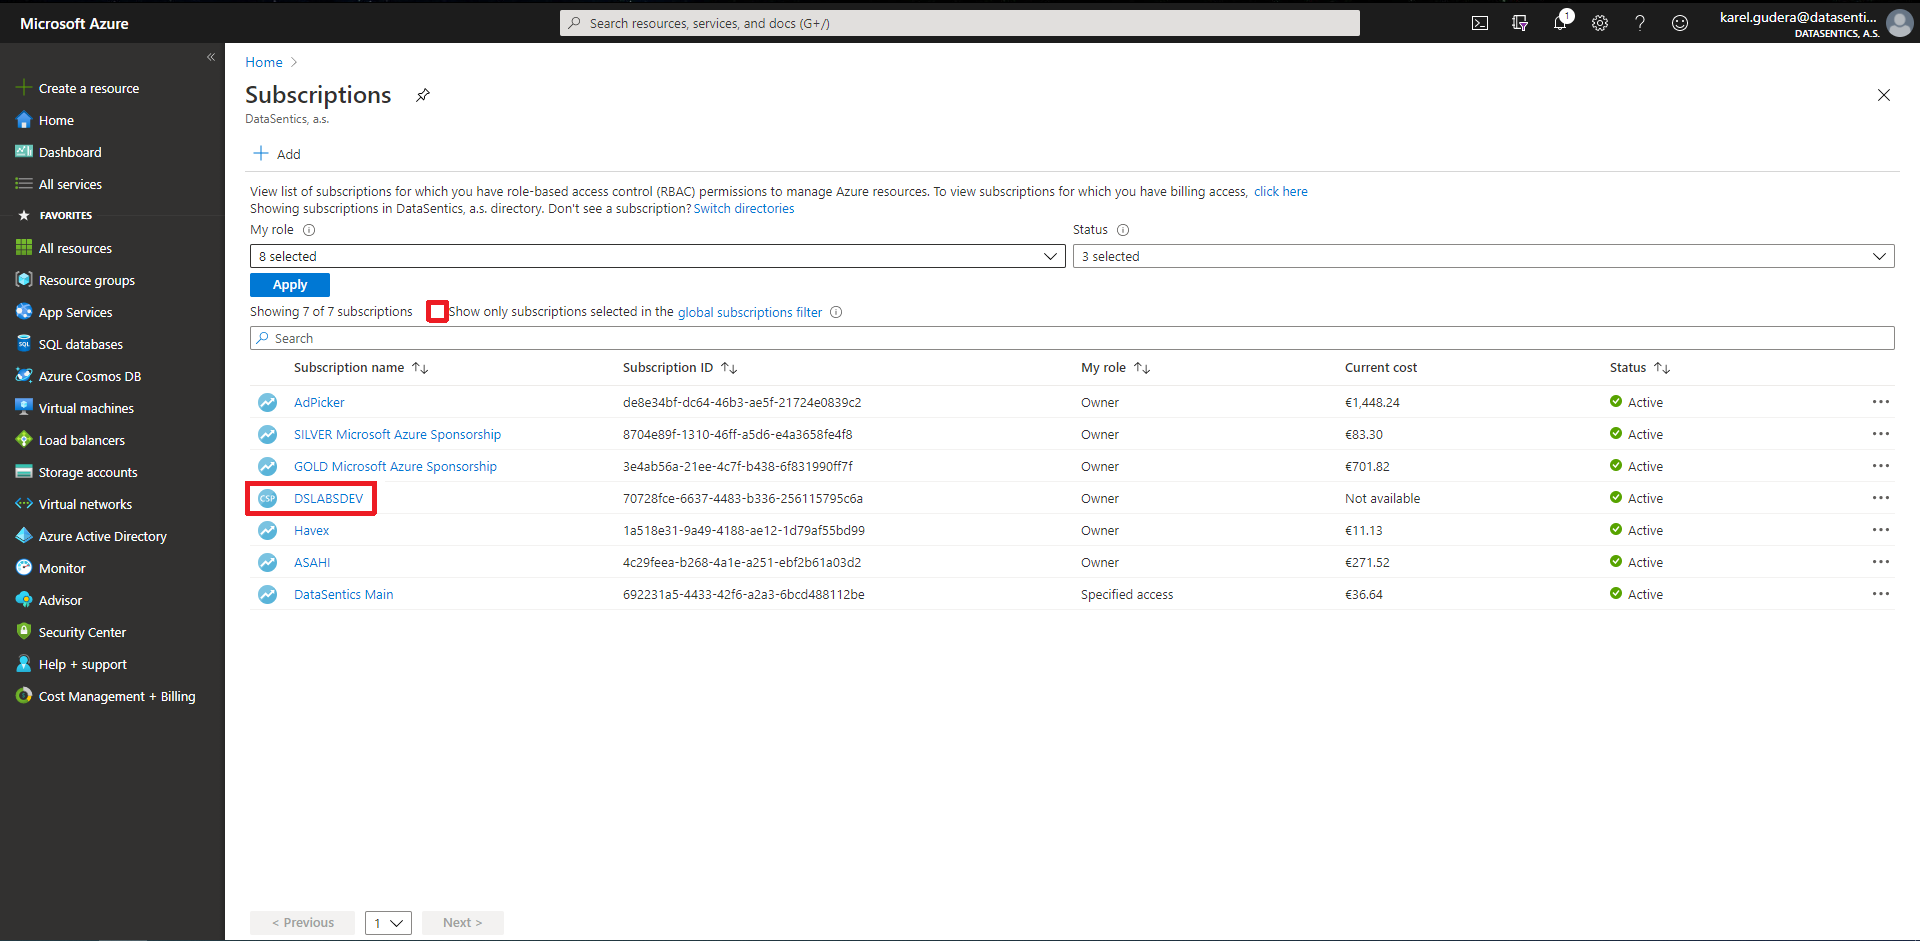 Microsoft Azure
Search resources, services, and docs (G+/)
1
karel.gudera@datasenti...
DATASENTICS, A.S.
«
Create a resource
Home
Dashboard
All services
FAVORITES
All resources
Resource groups
App Services
SQL databases
Azure Cosmos DB
Virtual machines
Load balancers
Storage accounts
Virtual networks
Azure Active Directory
Monitor
Advisor
Security Center
Help + support
Cost Management + Billing
Home >
Subscriptions
DataSentics, a.s.
+ Add
View list of subscriptions for which you have role-based access control (RBAC) permissions to manage Azure resources. To view subscriptions for which you have billing access, click here
Showing subscriptions in DataSentics, a.s. directory. Don't see a subscription? Switch directories
My role Status
8 selected 3 selected
Apply
Showing 7 of 7 subscriptions Show only subscriptions selected in the global subscriptions filter
Search
Subscription name ↑↓ Subscription ID ↑↓ My role ↑↓ Current cost Status ↑↓
AdPicker de8e34bf-dc64-46b3-ae5f-21724e0839c2 Owner €1,448.24 Active ...
SILVER Microsoft Azure Sponsorship 8704e89f-1310-46ff-a5d6-e4a3658fe4f8 Owner €83.30 Active ...
GOLD Microsoft Azure Sponsorship 3e4ab56a-21ee-4c7f-b438-6f831990ff7f Owner €701.82 Active ...
CSP DSLABSDEV 70728fce-6637-4483-b336-256115795c6a Owner Not available Active ...
Havex 1a518e31-9a49-4188-ae12-1d79af55bd99 Owner €11.13 Active ...
ASAHI 4c29feea-b268-4a1e-a251-ebf2b61a03d2 Owner €271.52 Active ...
DataSentics Main 692231a5-4433-42f6-a2a3-6bcd488112be Specified access €36.64 Active ...
< Previous 1 Next >